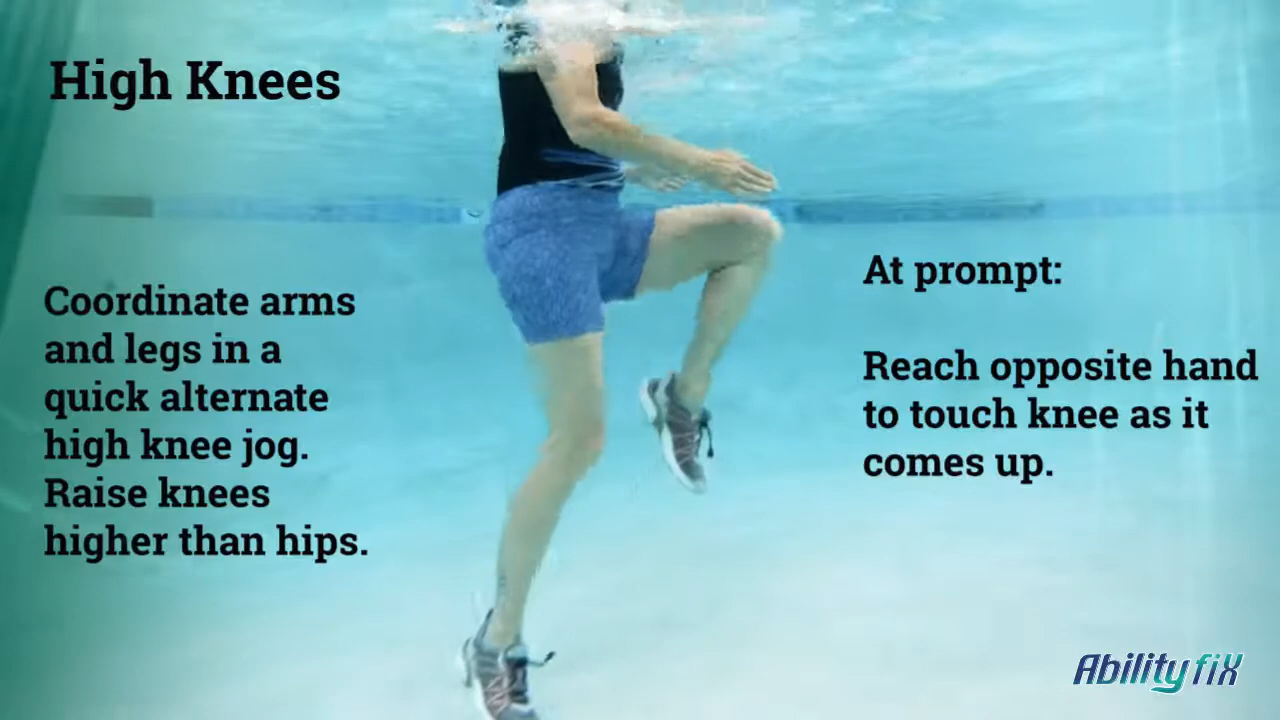 High Knees
Coordinate arms
and legs in a
quick alternate
high knee jog.
Raise knees
higher than hips.
At prompt:
Reach opposite hand
to touch knee as it
comes up.
Abilityfix